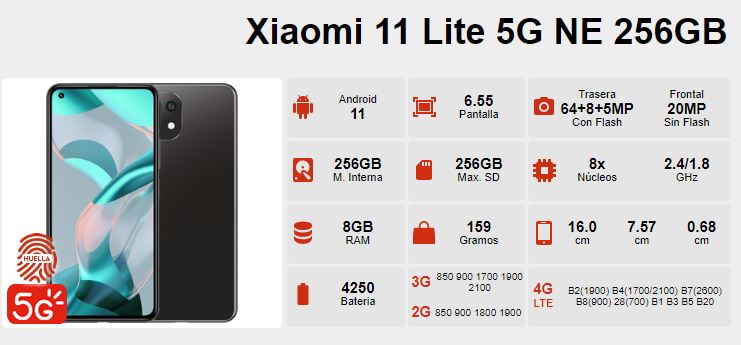 Xiaomi 11 Lite 5G NE 256GB
Android
11
6.55
Pantalla
Trasera
64+8+5MP
Con Flash
Frontal
20MP
Sin Flash
256GB
M. Interna
256GB
Max. SD
8x
Núcleos
2.4/1.8
GHz
8GB
RAM
159
Gramos
16.0
cm
7.57
cm
0.68
cm
HUELLA
5G
4250
Bateria
3G 850 900 1700 1900
2100
2G 850 900 1800 1900
4G
LTE
B2(1900) B4(1700/2100) B7(2600)
B8(900) 28(700) B1 B3 B5 B20